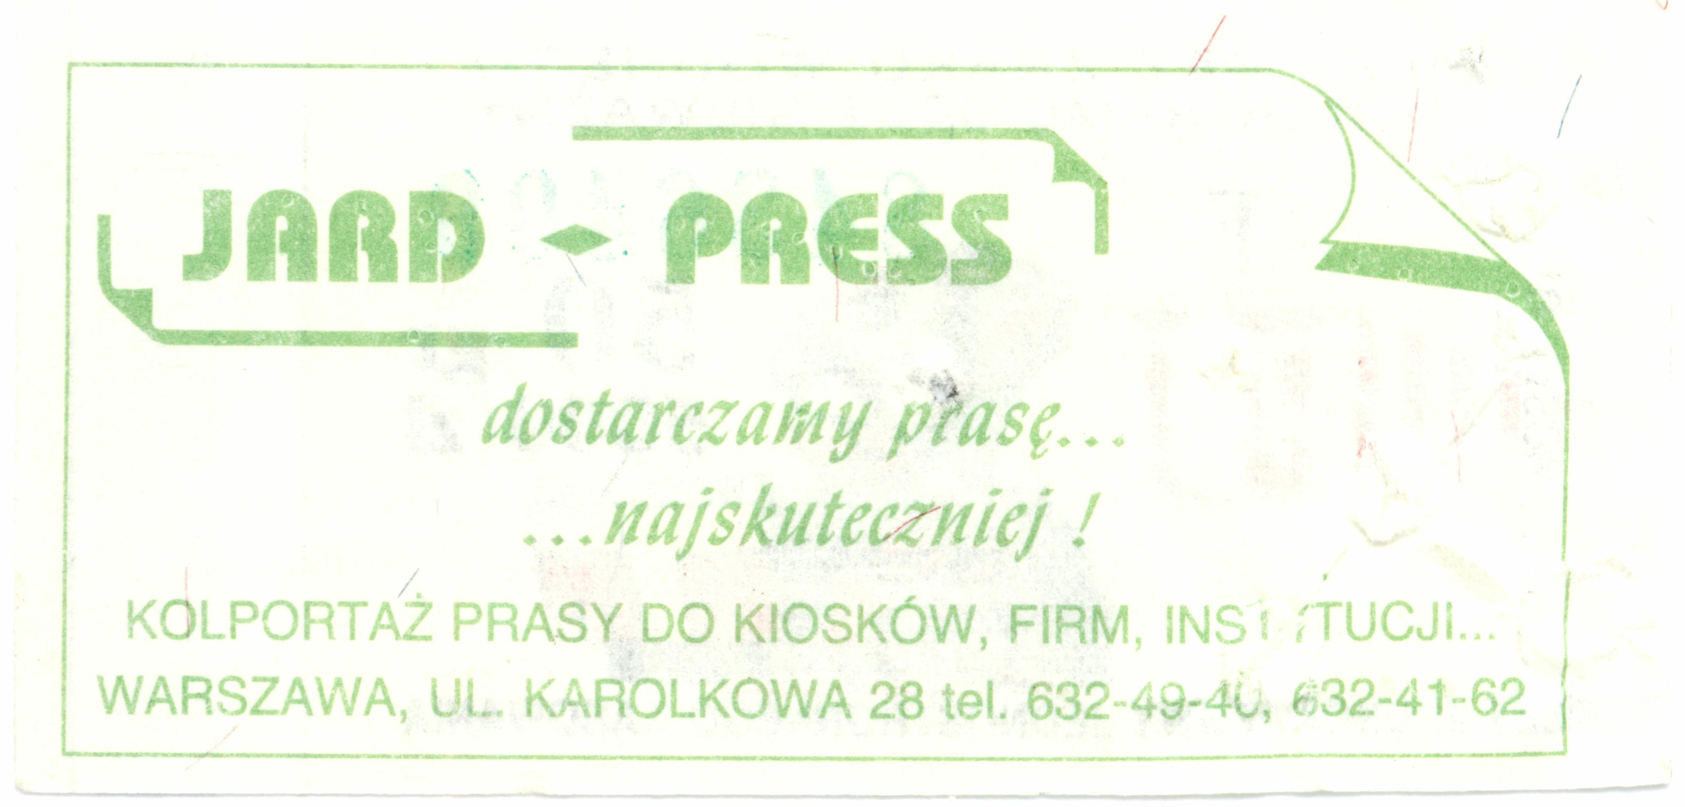 JARD PRESS
dostarczamy prasę...
...najskuteczniej !
KOLPORTAŻ PRASY DO KIOSKÓW, FIRM, INSTYTUCJI...
WARSZAWA, UL. KAROLKOWA 28 tel. 632-49-40, 632-41-62